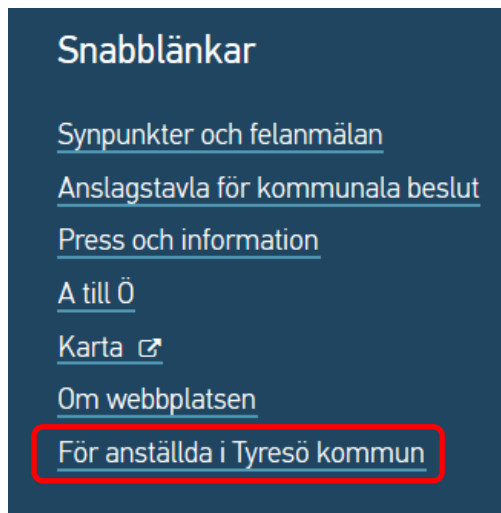 Snabblänkar
Synpunkter och felanmälan
Anslagstavla för kommunala beslut
Press och information
A till Ö
Karta
Om webbplatsen
För anställda i Tyresö kommun